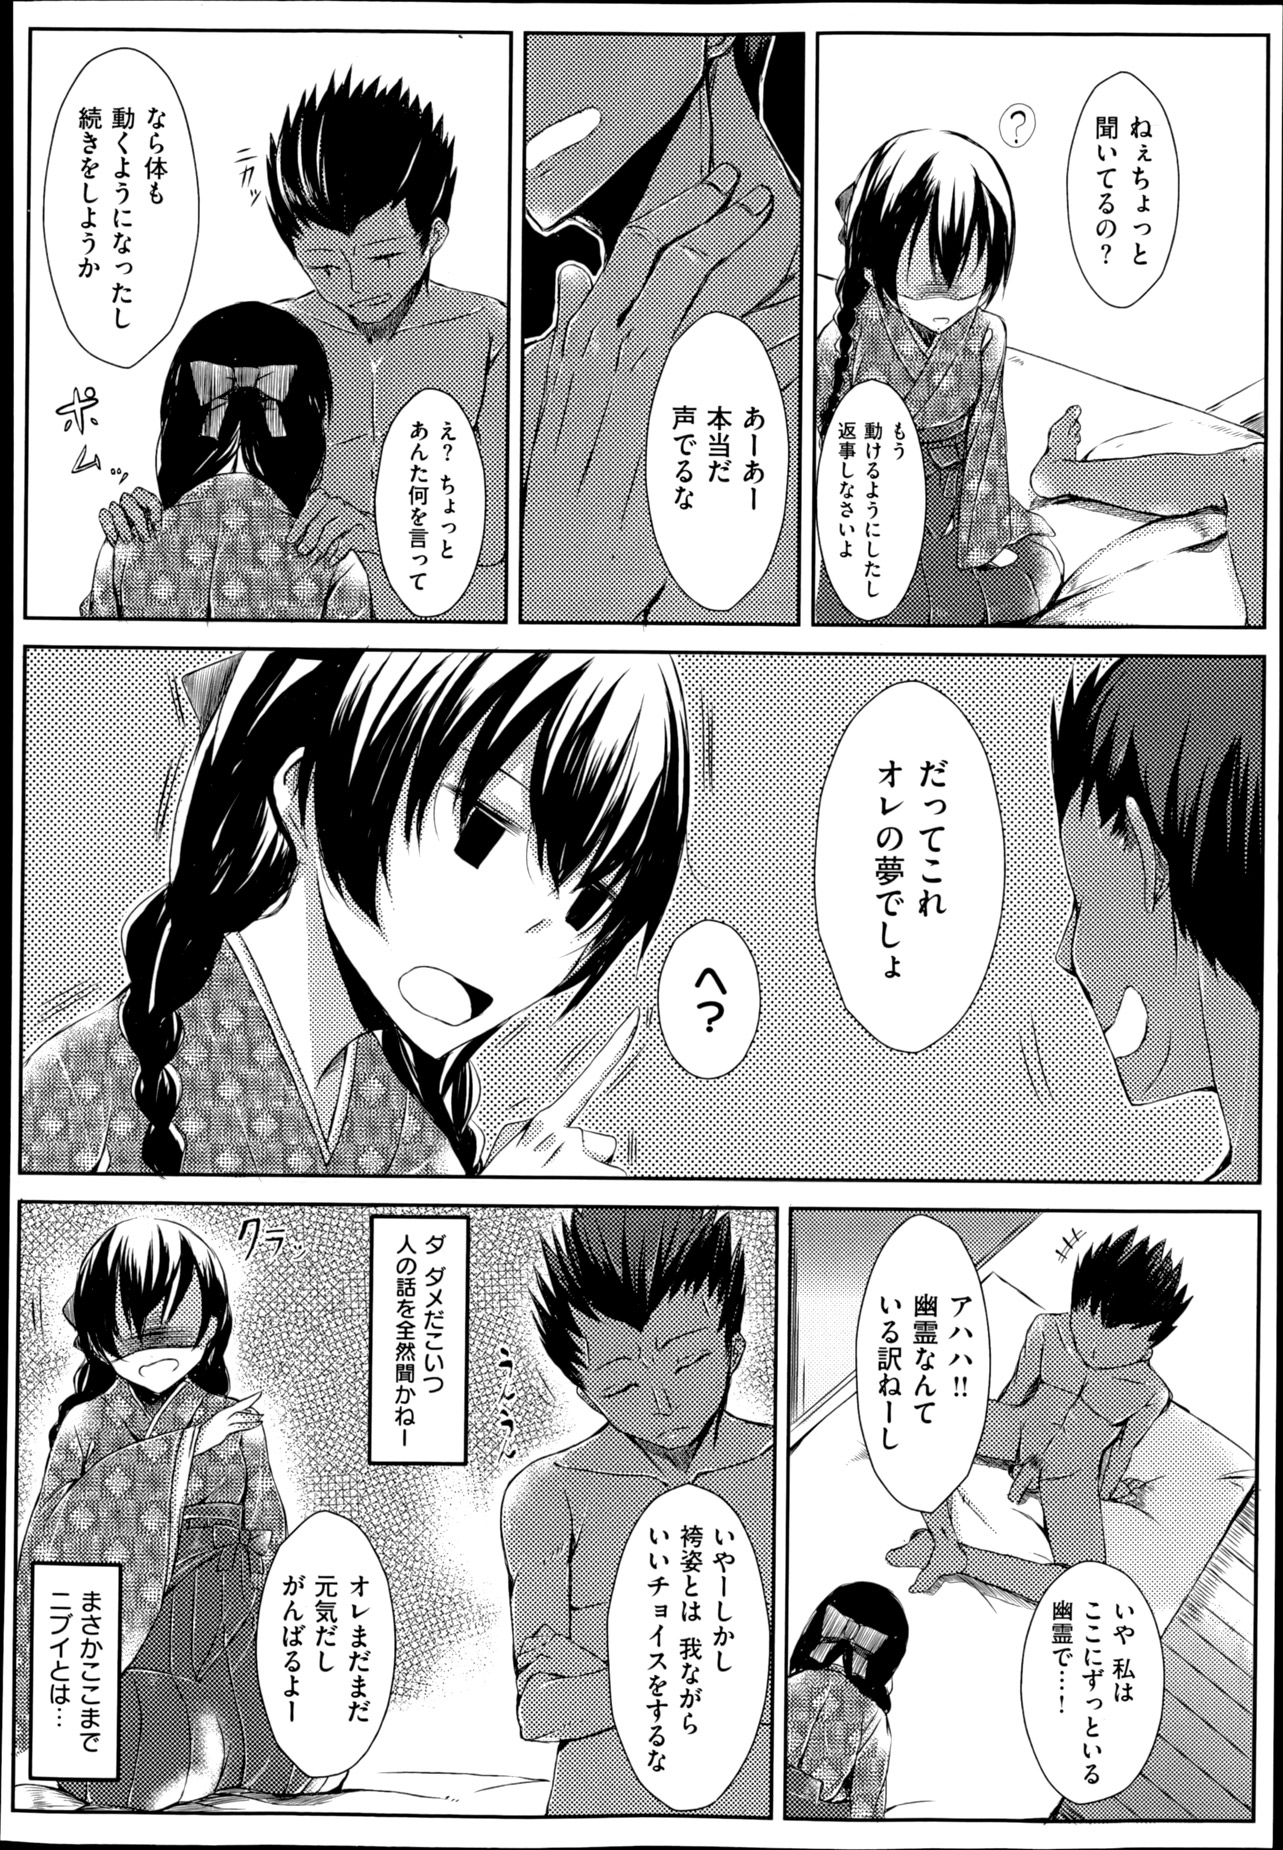 ねぇちょっと
聞いてるの？
？
もう
動けるようにしたし
返事しなさいよ
あーあー
本当だ
声でるな
なら体も
動くようになったし
続きをしようか
ニカッ
ポム…
え？ちょっと
あんた何を言って
だってこれ
オレの夢でしょ
へ？
アハハ!!
幽霊なんて
いる訳ねーし
いや 私は
ここにずっといる
幽霊で…！
いやーしかし
袴姿とは 我ながら
いいチョイスをするな
うんうん
ダ ダメだこいつ
人の話を全然聞かねー
クラッ…
オレまだまだ
元気だし
がんばるよー
まさかここまで
ニブイとは…